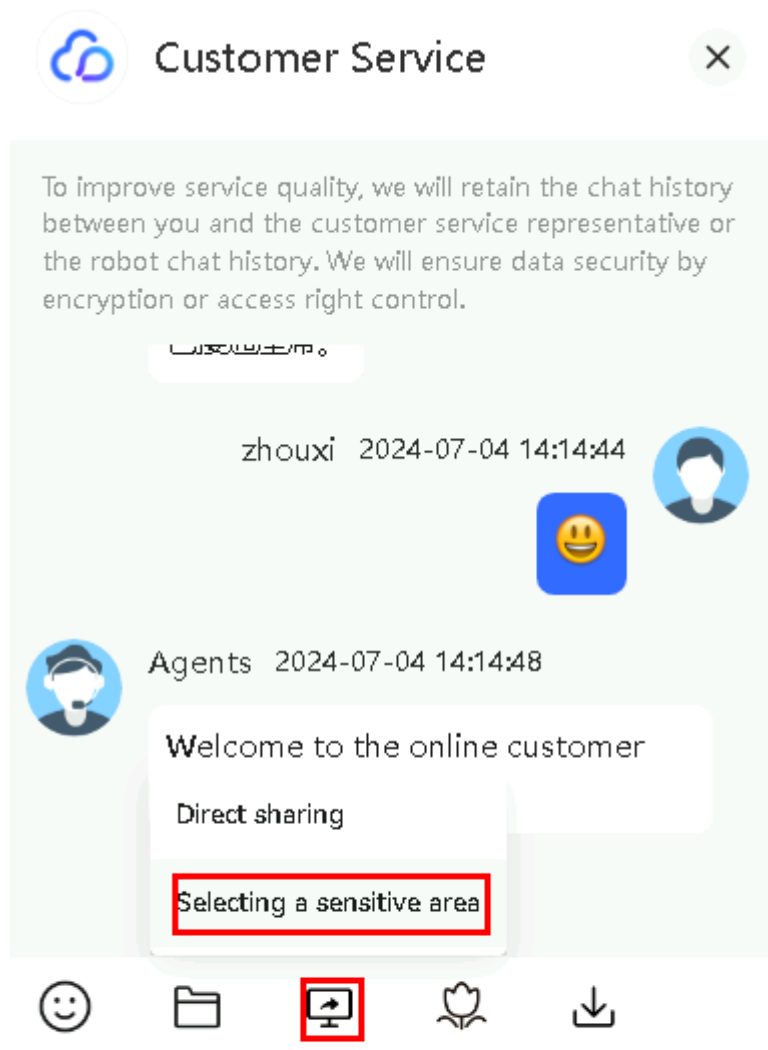 Customer Service
To improve service quality, we will retain the chat history
between you and the customer service representative or
the robot chat history. We will ensure data security by
encryption or access right control.
zhouxi 2024-07-04 14:14:44
Agents 2024-07-04 14:14:48
Welcome to the online customer
Direct sharing
Selecting a sensitive area